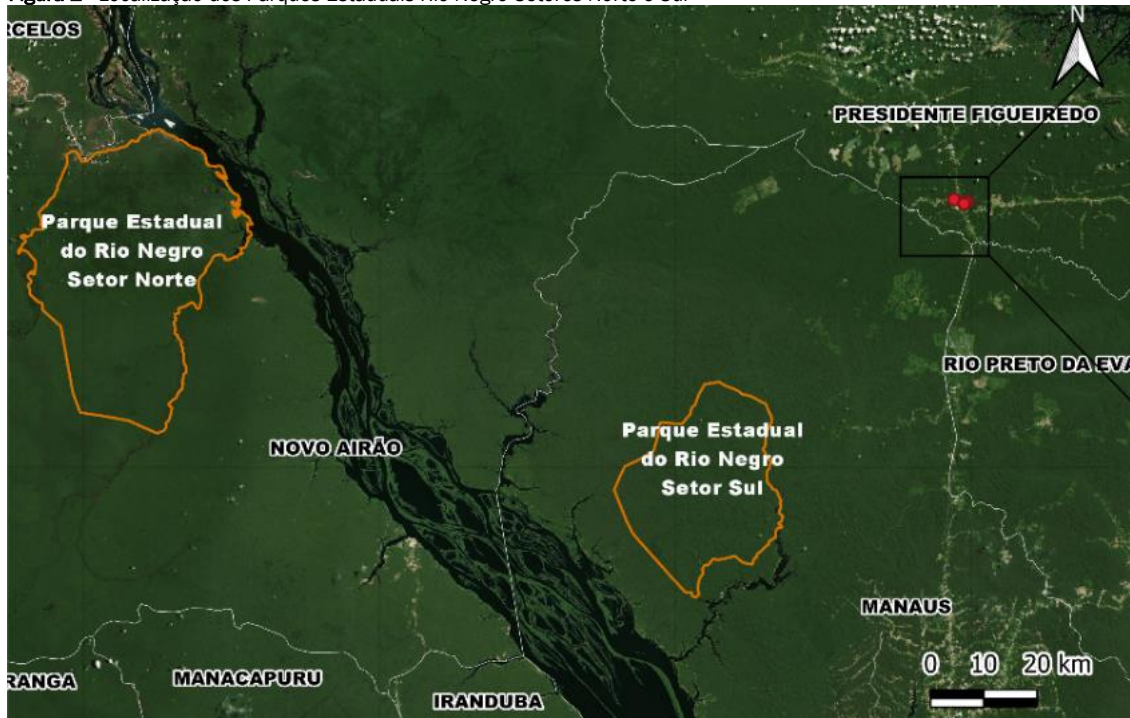 RCELOS
N
PRESIDENTE FIGUEIREDO
Parque Estadual
do Rio Negro
Setor Norte
RIO PRETO DA EVA
Parque Estadual
do Rio Negro
Setor Sul
NOVO AIRÃO
MANAUS
0 10 20 km
RANGA
MANACAPURU
IRANDUBA